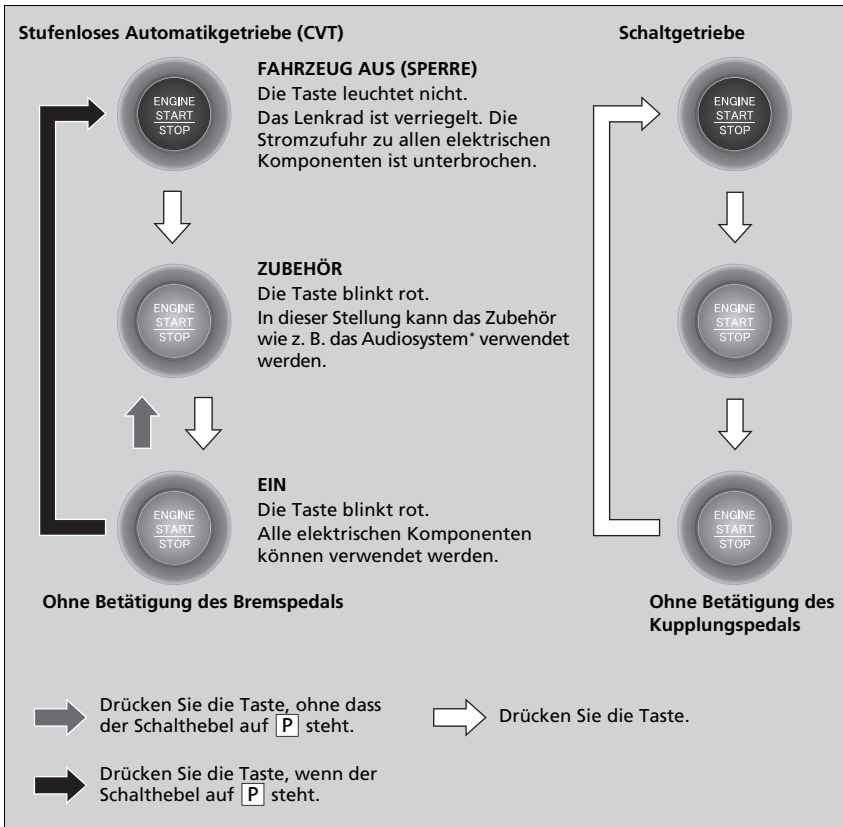 Stufenloses Automatikgetriebe (CVT)
Schaltgetriebe
ENGINE
START
STOP
FAHRZEUG AUS (SPERRE)
Die Taste leuchtet nicht.
Das Lenkrad ist verriegelt. Die
Stromzufuhr zu allen elektrischen
Komponenten ist unterbrochen.
ENGINE
START
STOP
ENGINE
START
STOP
ZUBEHÖR
Die Taste blinkt rot.
In dieser Stellung kann das Zubehör
wie z. B. das Audiosystem* verwendet
werden.
ENGINE
START
STOP
ENGINE
START
STOP
EIN
Die Taste blinkt rot.
Alle elektrischen Komponenten
können verwendet werden.
ENGINE
START
STOP
Ohne Betätigung des Bremspedals
Ohne Betätigung des
Kupplungspedals
Drücken Sie die Taste, ohne dass
der Schalthebel auf P steht.
Drücken Sie die Taste.
Drücken Sie die Taste, wenn der
Schalthebel auf P steht.